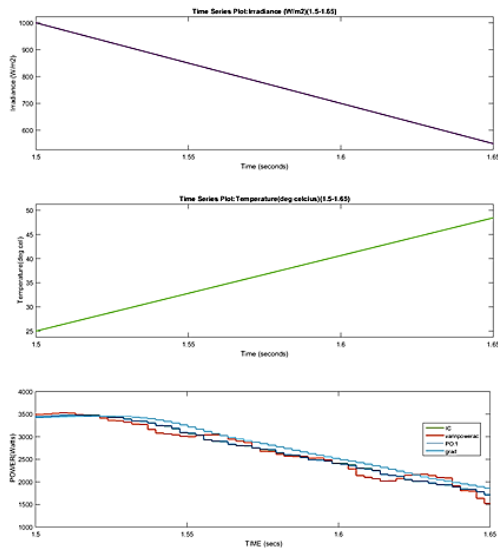 Time Series Plot:Irradiance (W/m2)(1.5-1.65)
1000
900
800
700
600
Irradiance (W/m2)
1.5
1.55
1.6
1.65
Time (seconds)
Time Series Plot:Temperature(deg celcius)(1.5-1.65)
50
45
40
35
30
25
Temperature(deg cel)
1.5
1.55
1.6
1.65
Time (seconds)
4000
3500
3000
2500
2000
1500
1000
POWER(Watts)
IC
PO1
grad
1.5
1.55
1.6
1.65
TIME (secs)